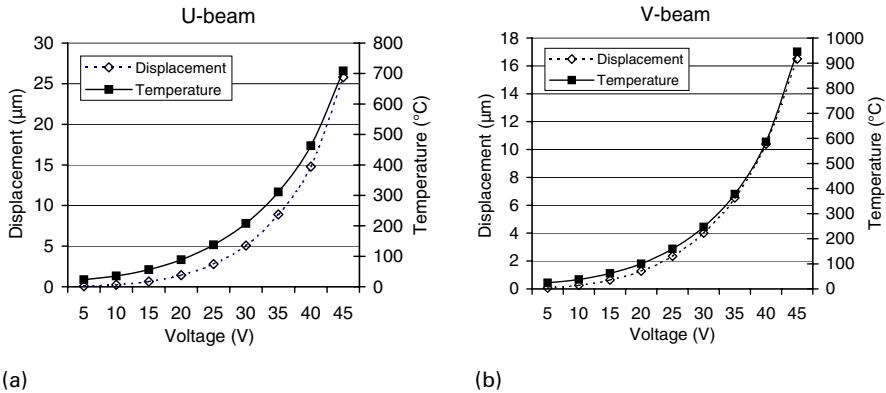 U-beam
30
25
20
15
10
5
0
Displacement (µm)
Displacement
Temperature
800
700
600
500
400
300
200
100
0
Temperature (°C)
5 10 15 20 25 30 35 40 45
Voltage (V)
(a)
V-beam
18
16
14
12
10
8
6
4
2
0
Displacement (µm)
Displacement
Temperature
1000
900
800
700
600
500
400
300
200
100
0
Temperature (°C)
5 10 15 20 25 30 35 40 45
Voltage (V)
(b)